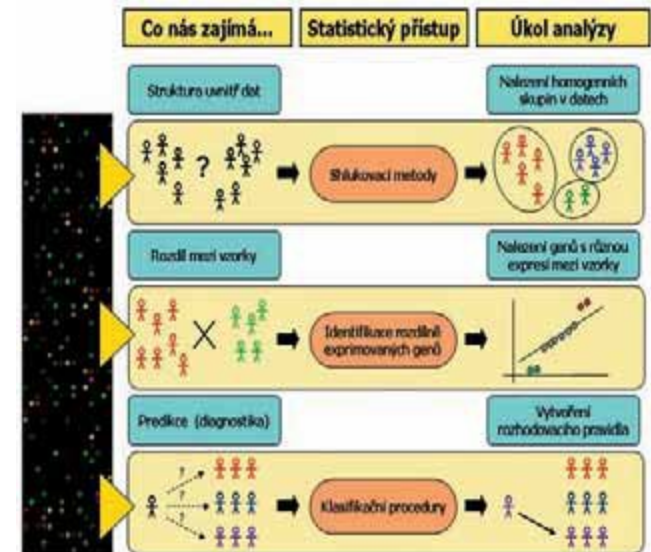 Co nás zajímá...
Statistický přístup
Úkol analýzy
Struktura uvnitř dat
Nalezení homogenních
skupin v datech
?
Shlukovací metody
Rozdíl mezi vzorky
Nalezení genů s různou
expresí mezi vzorky
Identifikace rozdílně
exprimovaných genů
Predikce (diagnostika)
Vytvoření
rozhodovacího pravidla
?
?
?
Klasifikační procedury